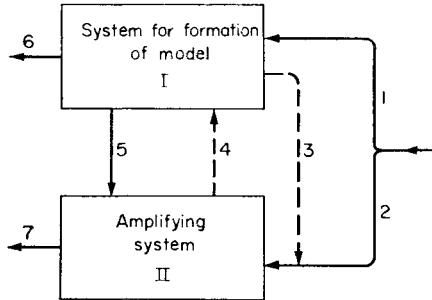 6
System for formation
of model
I
1
5
4
3
2
7
Amplifying
system
II